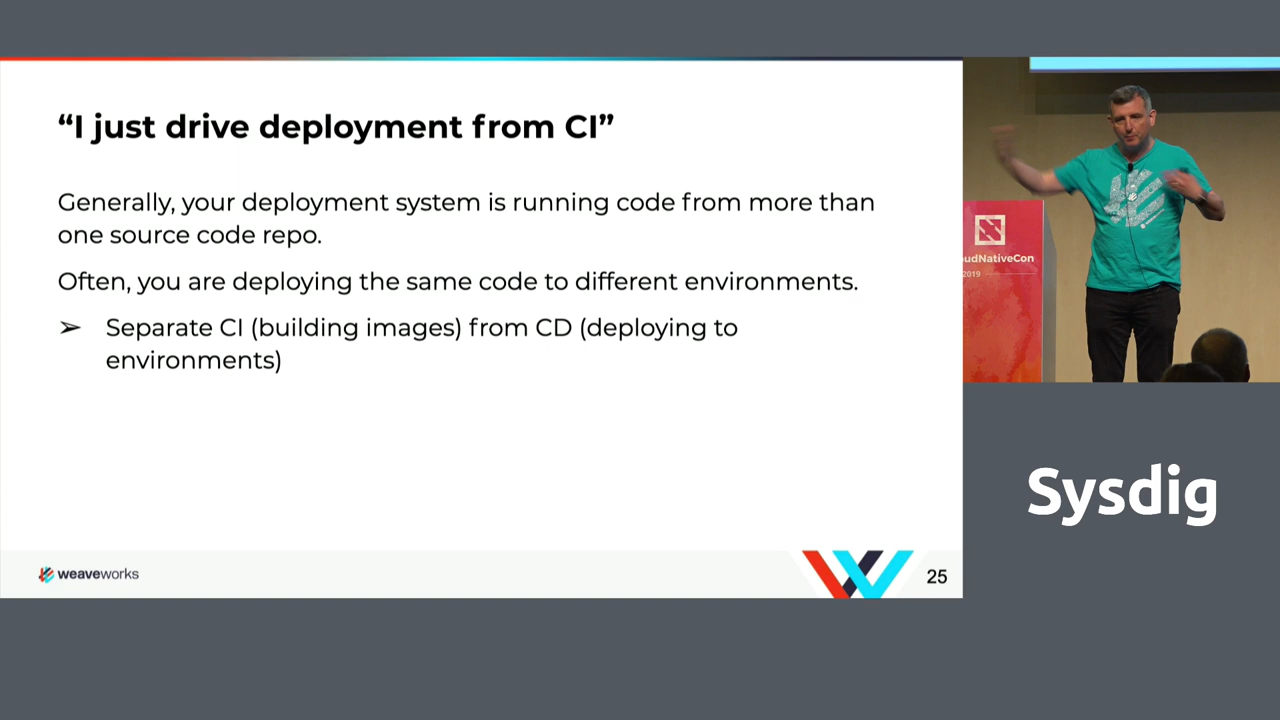 “I just drive deployment from CI”
Generally, your deployment system is running code from more than
one source code repo.
Often, you are deploying the same code to different environments.
➢ Separate CI (building images) from CD (deploying to
environments)
weaveworks
25
oudNativeCon
2019
Sysdig